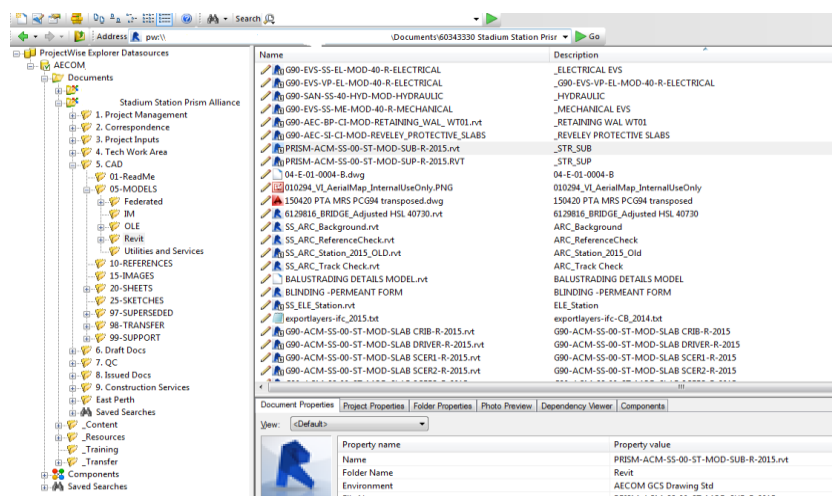 Search
Address pw:\\ \Documents\60343330 Stadium Station Prisr Go
ProjectWise Explorer Datasources
AECOM
Documents
Stadium Station Prism Alliance
1. Project Management
2. Correspondence
3. Project Inputs
4. Tech Work Area
5. CAD
01-ReadMe
05-MODELS
Federated
IM
OLE
Revit
Utilities and Services
10-REFERENCES
15-IMAGES
20-SHEETS
25-SKETCHES
97-SUPERSEDED
98-TRANSFER
99-SUPPORT
6. Draft Docs
7. QC
8. Issued Docs
9. Construction Services
East Perth
Saved Searches
_Content
_Resources
_Training
_Transfer
Components
Saved Searches
Name Description
G90-EVS-SS-EL-MOD-40-R-ELECTRICAL _ELECTRICAL EVS
G90-EVS-VP-EL-MOD-40-R-ELECTRICAL _G90-EVS-VP-EL-MOD-40-R-ELECTRICAL
G90-SAN-SS-40-HYD-MOD-HYDRAULIC _HYDRAULIC
G90-EVS-SS-ME-MOD-40-R-MECHANICAL _MECHANICAL EVS
G90-AEC-BP-CI-MOD-RETAINING_WAL_ WT01.rvt _RETAINING WAL WT01
G90-AEC-SI-CI-MOD-REVELEY_PROTECTIVE_SLABS _REVELEY PROTECTIVE SLABS
PRISM-ACM-SS-00-ST-MOD-SUB-R-2015.rvt _STR_SUB
PRISM-ACM-SS-00-ST-MOD-SUP-R-2015.RVT _STR_SUP
04-E-01-0004-B.dwg 04-E-01-0004-B
010294_VI_AerialMap_InternalUseOnly.PNG 010294_VI_AerialMap_InternalUseOnly
150420 PTA MRS PCG94 transposed.dwg 150420 PTA MRS PCG94 transposed
6129816_BRIDGE_Adjusted HSL 40730.rvt 6129816_BRIDGE_Adjusted HSL 40730
SS_ARC_Background.rvt ARC_Background
SS_ARC_ReferenceCheck.rvt ARC_ReferenceCheck
SS_ARC_Station_2015_OLD.rvt ARC_Station_2015_Old
SS_ARC_Track Check.rvt ARC_Track Check
BALUSTRADING DETAILS MODEL.rvt BALUSTRADING DETAILS MODEL
BLINDING -PERMEANT FORM BLINDING -PERMEANT FORM
SS_ELE_Station.rvt ELE_Station
exportlayers-ifc_2015.txt exportlayers-ifc-CB_2014.txt
G90-ACM-SS-00-ST-MOD-SLAB CRIB-R-2015.rvt G90-ACM-SS-00-ST-MOD-SLAB CRIB-R-2015
G90-ACM-SS-00-ST-MOD-SLAB DRIVER-R-2015.rvt G90-ACM-SS-00-ST-MOD-SLAB DRIVER-R-2015
G90-ACM-SS-00-ST-MOD-SLAB SCER1-R-2015.rvt G90-ACM-SS-00-ST-MOD-SLAB SCER1-R-2015
G90-ACM-SS-00-ST-MOD-SLAB SCER2-R-2015.rvt G90-ACM-SS-00-ST-MOD-SLAB SCER2-R-2015
Document Properties Project Properties Folder Properties Photo Preview Dependency Viewer Components
View: <Default>
Property name Property value
Name PRISM-ACM-SS-00-ST-MOD-SUB-R-2015.rvt
Folder Name Revit
Environment AECOM GCS Drawing Std